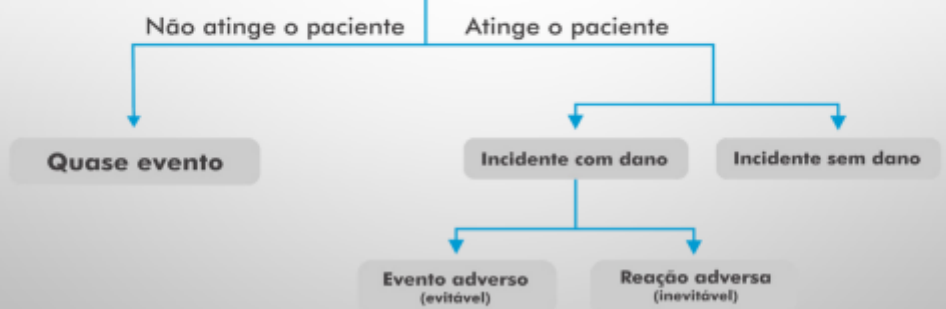 Não atinge o paciente
Atinge o paciente
Quase evento
Incidente com dano
Incidente sem dano
Evento adverso
(evitável)
Reação adversa
(inevitável)